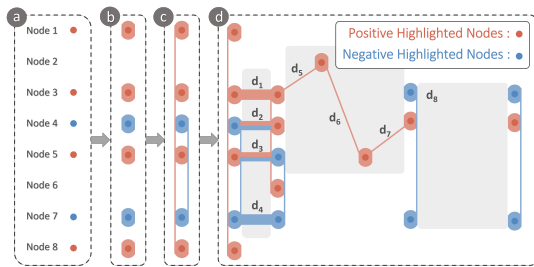 a
b
c
d
Node 1
Node 2
Node 3
Node 4
Node 5
Node 6
Node 7
Node 8
Positive Highlighted Nodes :
Negative Highlighted Nodes :
d1
d2
d3
d4
d5
d6
d7
d8